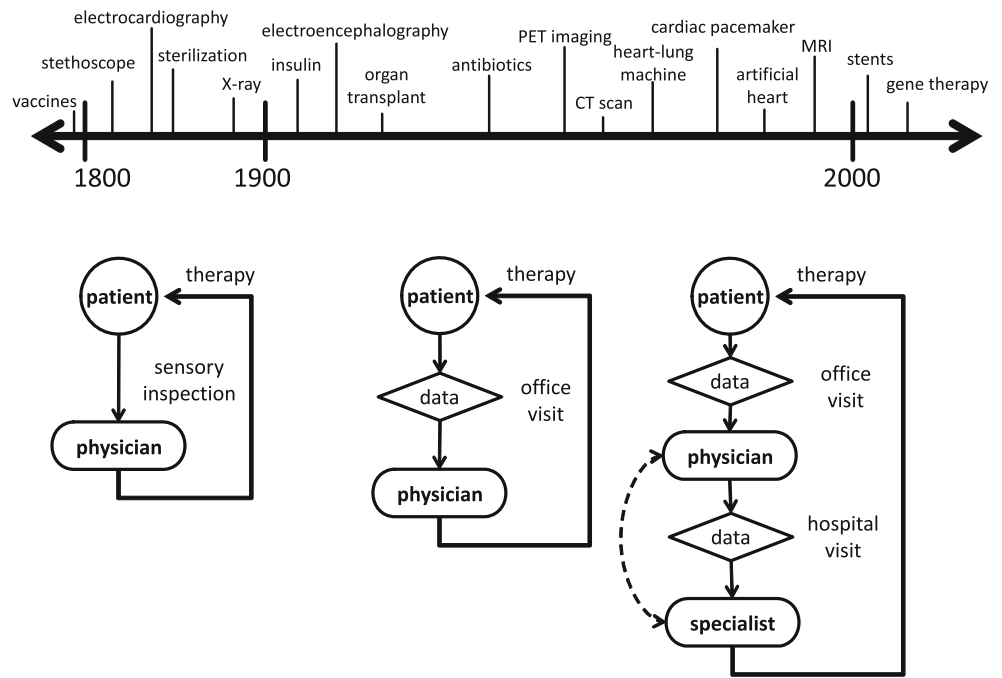 electrocardiography
electroencephalography
cardiac pacemaker
PET imaging
MRI
stethoscope
sterilization
insulin
antibiotics
heart-lung
machine
stents
X-ray
organ
transplant
CT scan
artificial
heart
gene therapy
vaccines
1800
1900
2000
therapy
patient
sensory
inspection
physician
therapy
patient
data
office
visit
physician
therapy
patient
data
office
visit
physician
data
hospital
visit
specialist